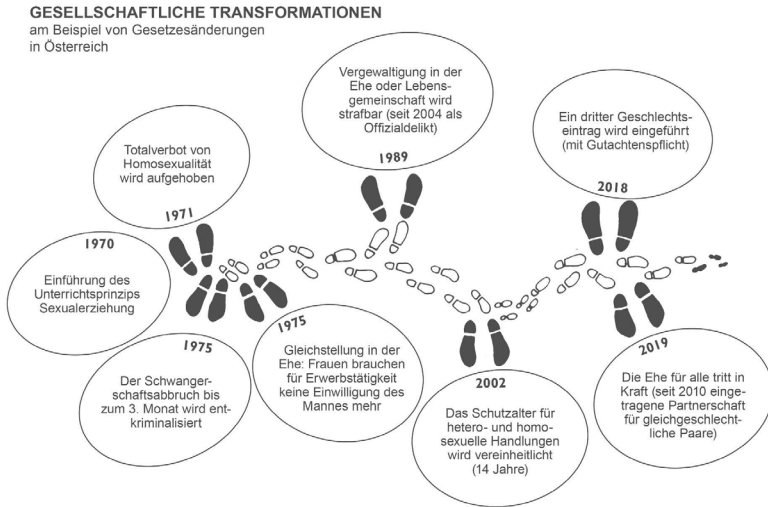 GESELLSCHAFTLICHE TRANSFORMATIONEN
am Beispiel von Gesetzesänderungen
in Österreich
1970
Einführung des
Unterrichtsprinzips
Sexualerziehung
Totalverbot von
Homosexualität
wird aufgehoben
1971
1975
Der Schwanger-
schaftsabbruch bis
zum 3. Monat wird ent-
kriminalisiert
1975
Gleichstellung in der
Ehe: Frauen brauchen
für Erwerbstätigkeit
keine Einwilligung des
Mannes mehr
Vergewaltigung in der
Ehe oder Lebens-
gemeinschaft wird
strafbar (seit 2004 als
Offizialdelikt)
1989
2002
Das Schutzalter für
hetero- und homo-
sexuelle Handlungen
wird vereinheitlicht
(14 Jahre)
Ein dritter Geschlechts-
eintrag wird eingeführt
(mit Gutachtenspflicht)
2018
2019
Die Ehe für alle tritt in
Kraft (seit 2010 einge-
tragene Partnerschaft
für gleichgeschlecht-
liche Paare)